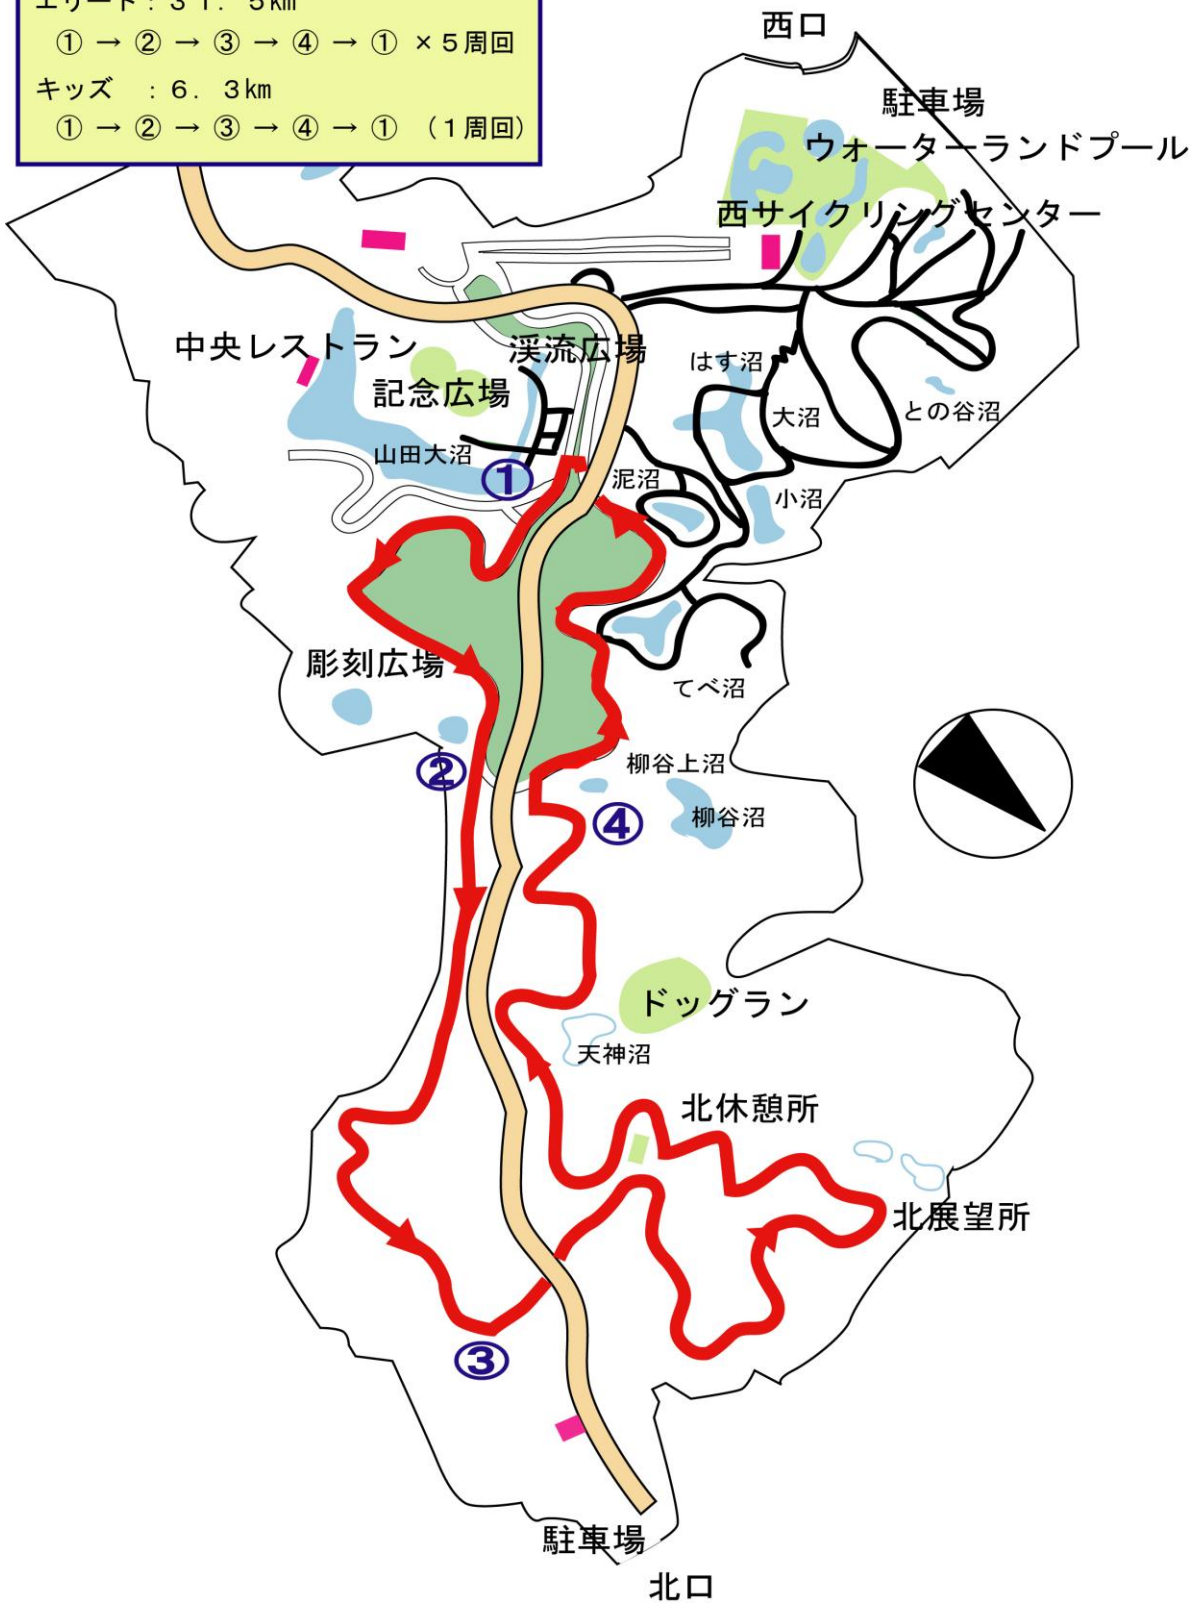 エリート：３１．５km
① → ② → ③ → ④ → ① ×５周回
キッズ ：６．３km
① → ② → ③ → ④ → ① （１周回）
西口
駐車場
ウォーターランドプール
西サイクリングセンター
中央レストラン
渓流広場
記念広場
はす沼
大沼
との谷沼
山田大沼
①
泥沼
小沼
彫刻広場
てべ沼
②
柳谷上沼
④
柳谷沼
ドッグラン
天神沼
北休憩所
北展望所
③
駐車場
北口